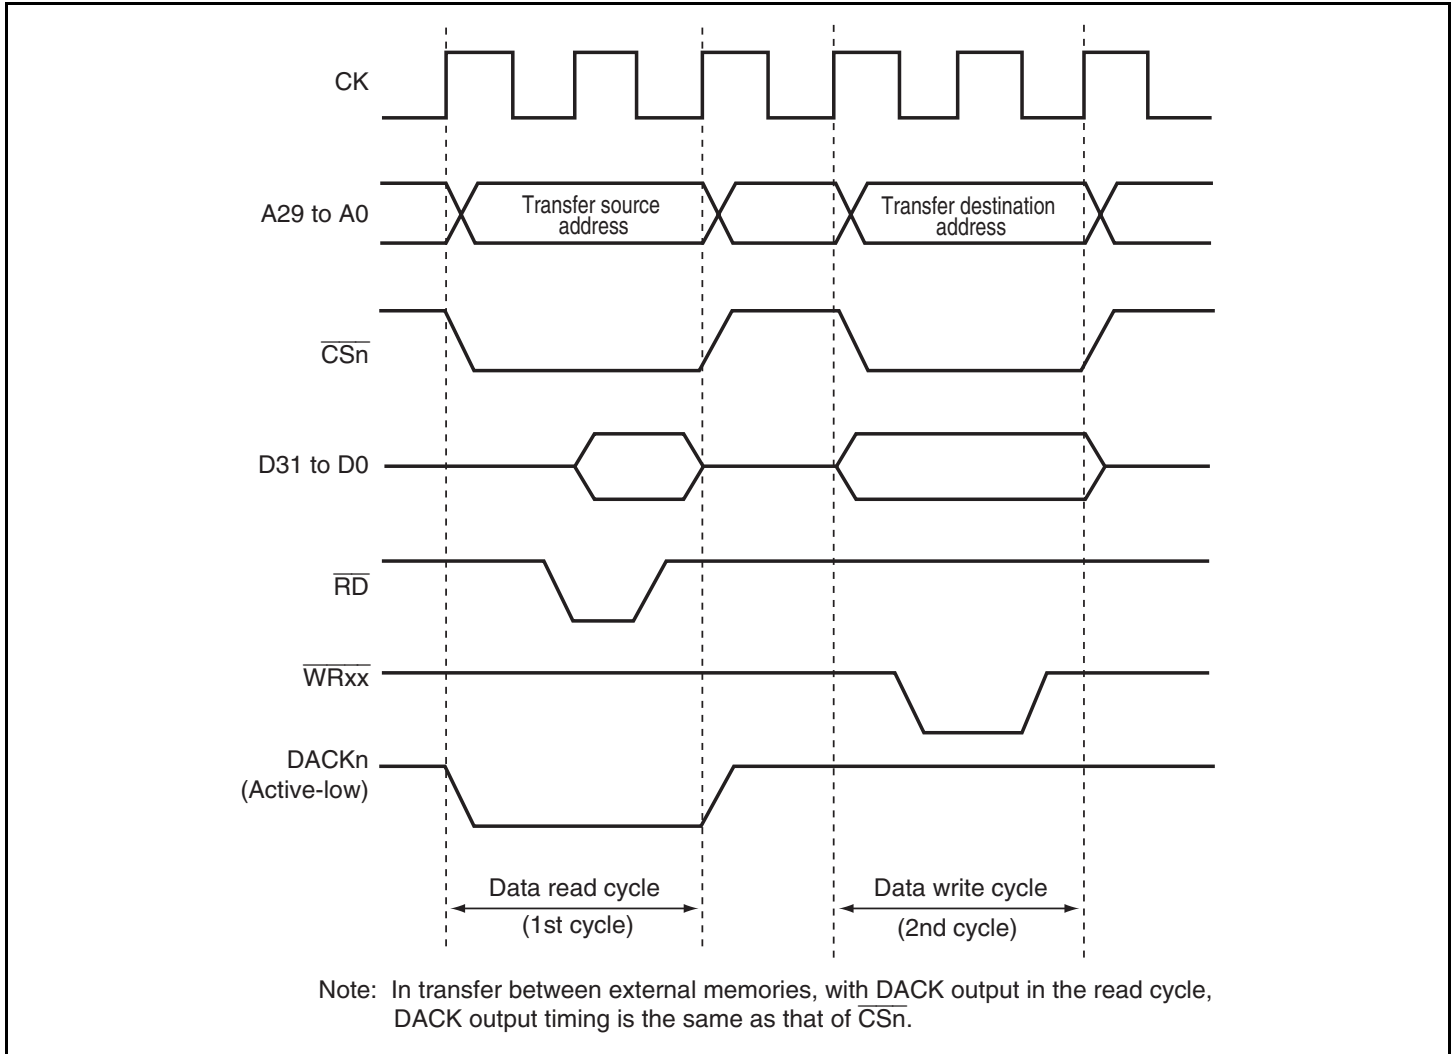 CK
A29 to A0
Transfer source
address
Transfer destination
address
CSn
D31 to D0
RD
WRxx
DACKn
(Active-low)
Data read cycle
(1st cycle)
Data write cycle
(2nd cycle)
Note: In transfer between external memories, with DACK output in the read cycle,
DACK output timing is the same as that of CSn.